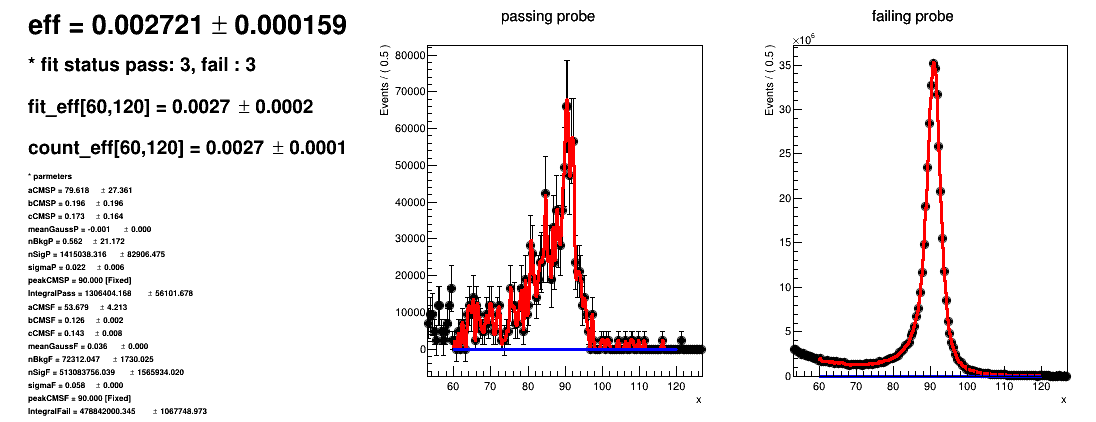 eff = 0.002721 ± 0.000159
* fit status pass: 3, fail : 3
fit_eff[60,120] = 0.0027 ± 0.0002
count_eff[60,120] = 0.0027 ± 0.0001
* parmeters
aCMSP = 79.618 ± 27.361
bCMSP = 0.196 ± 0.196
cCMSP = 0.173 ± 0.164
meanGaussP = -0.001 ± 0.000
nBkgP = 0.562 ± 21.172
nSigP = 1415038.316 ± 82906.475
sigmaP = 0.022 ± 0.006
peakCMSP = 90.000 [Fixed]
IntegralPass = 1306404.168 ± 56101.678
aCMSF = 53.679 ± 4.213
bCMSF = 0.126 ± 0.002
cCMSF = 0.143 ± 0.008
meanGaussF = 0.036 ± 0.000
nBkgF = 72312.047 ± 1730.025
nSigF = 513083756.039 ± 1565934.020
sigmaF = 0.058 ± 0.000
peakCMSF = 90.000 [Fixed]
IntegralFail = 478842000.345 ± 1067748.973
passing probe
Events / ( 0.5 )
80000
70000
60000
50000
40000
30000
20000
10000
0
60 70 80 90 100 110 120
x
failing probe
×10⁶
Events / ( 0.5 )
35
30
25
20
15
10
5
0
60 70 80 90 100 110 120
x